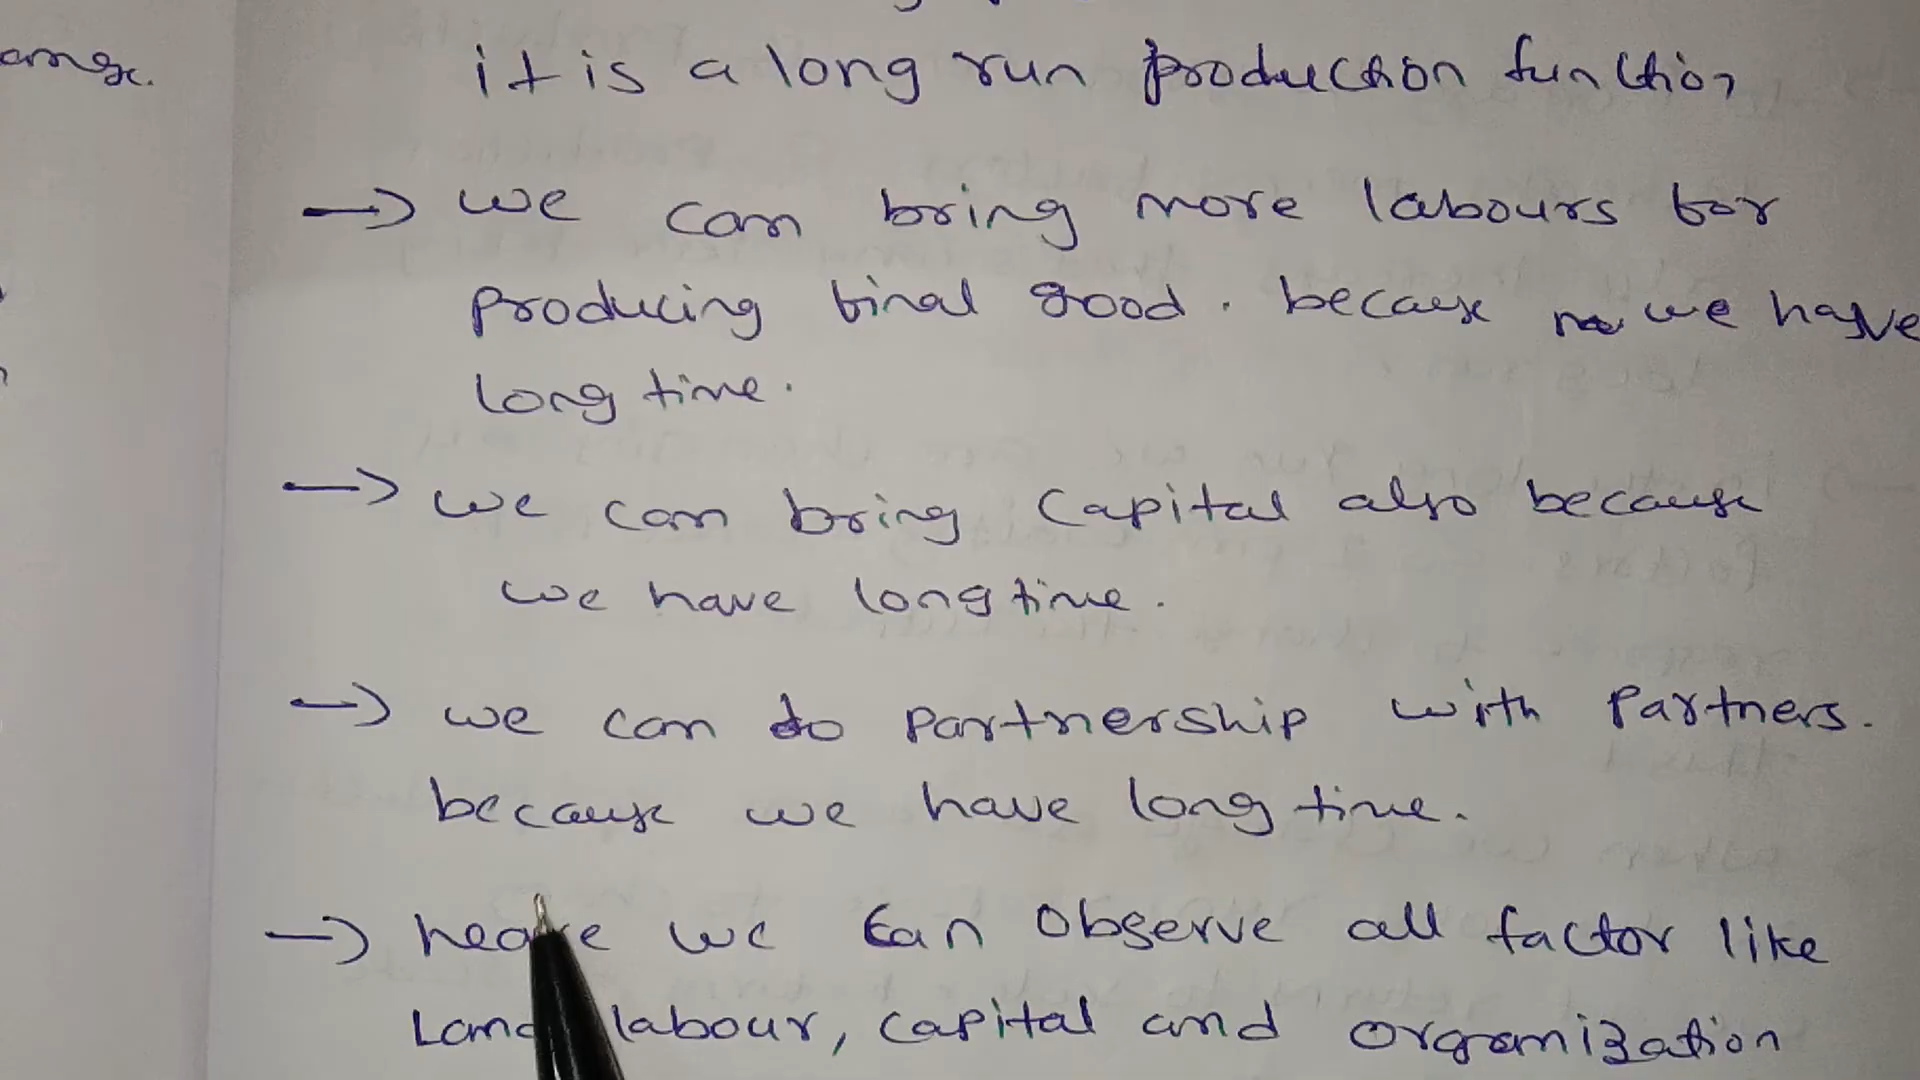 ange.
it is a long run production function
→ we can bring more labours for
producing final good. because we have
long time.
→ we can bring capital also because
we have long time.
→ we can do partnership with partners.
because we have long time.
→ heare we can observe all factor like
Land labour, capital and organization